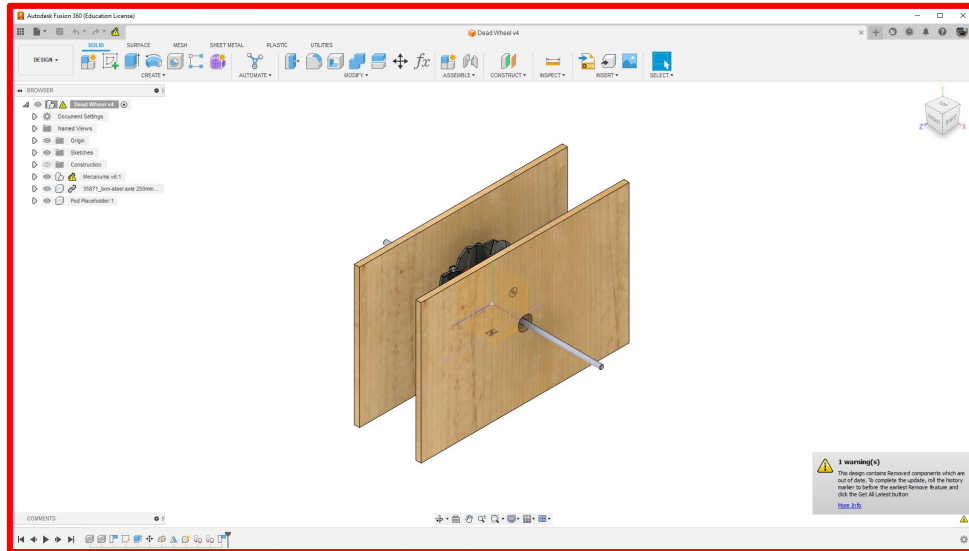 Autodesk Fusion 360 (Education License)
Dead Wheel v4
DESIGN
SOLID
SURFACE
MESH
SHEET METAL
PLASTIC
UTILITIES
CREATE
AUTOMATE
MODIFY
ASSEMBLE
CONSTRUCT
INSPECT
INSERT
SELECT
BROWSER
Dead Wheel v4
Document Settings
Named Views
Origin
Sketches
Construction
Mecanums v6:1
35871_txm-steel axle 250mm...
Pod Placeholder:1
Y
Z
X
1 warning(s)
This design contains Removed components which are
out of date. To complete the update, roll the history
marker to before the earliest Remove feature and
click the Get All Latest button
More Info
COMMENTS